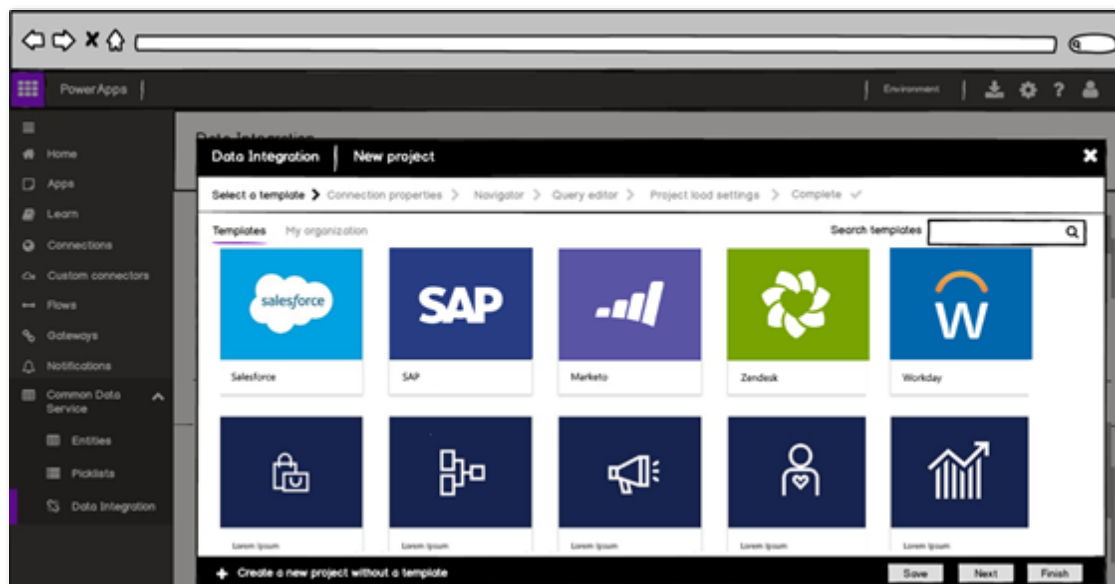 PowerApps
Environment
?
Home
Apps
Learn
Connections
Custom connectors
Flows
Gateways
Notifications
Common Data
Service
Entities
Picklists
Data Integration
Data Integration
Data Integration | New project
Select a template > Connection properties > Navigator > Query editor > Project load settings > Complete
Templates My organization Search templates
salesforce SAP W
Salesforce SAP Marketo Zendesk Workday
Lorem Ipsum Lorem Ipsum Lorem Ipsum Lorem Ipsum Lorem Ipsum
+ Create a new project without a template Save Next Finish